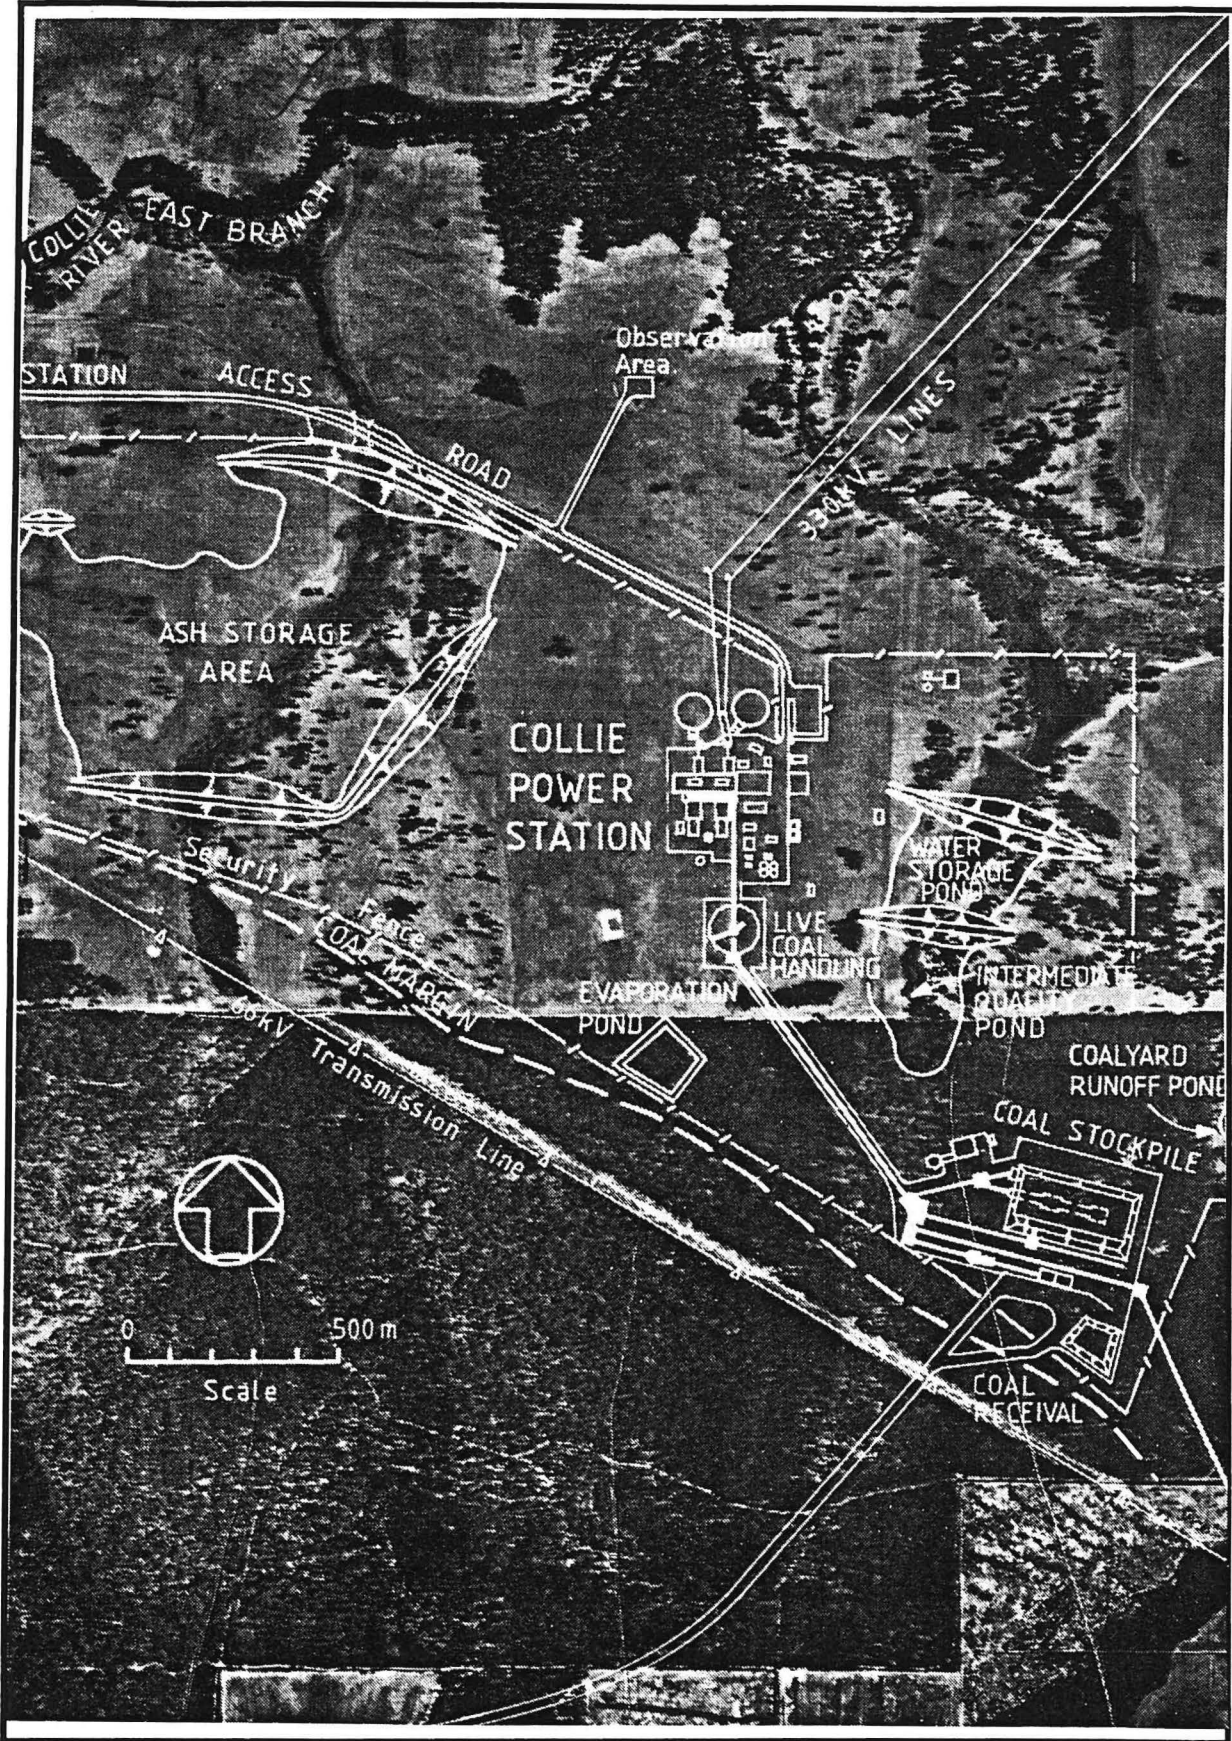 COLLIE
RIVER
EAST BRANCH
Observation
Area.
STATION ACCESS ROAD
330kV LINES
ASH STORAGE
AREA
COLLIE
POWER
STATION
WATER
STORAGE
POND
Security Fence
COAL MARGIN
LIVE
COAL
HANDLING
EVAPORATION
POND
INTERMEDIATE
QUALITY
POND
66kV Transmission Line
COALYARD
RUNOFF POND
COAL STOCKPILE
0 500m
Scale
COAL
RECEIVAL